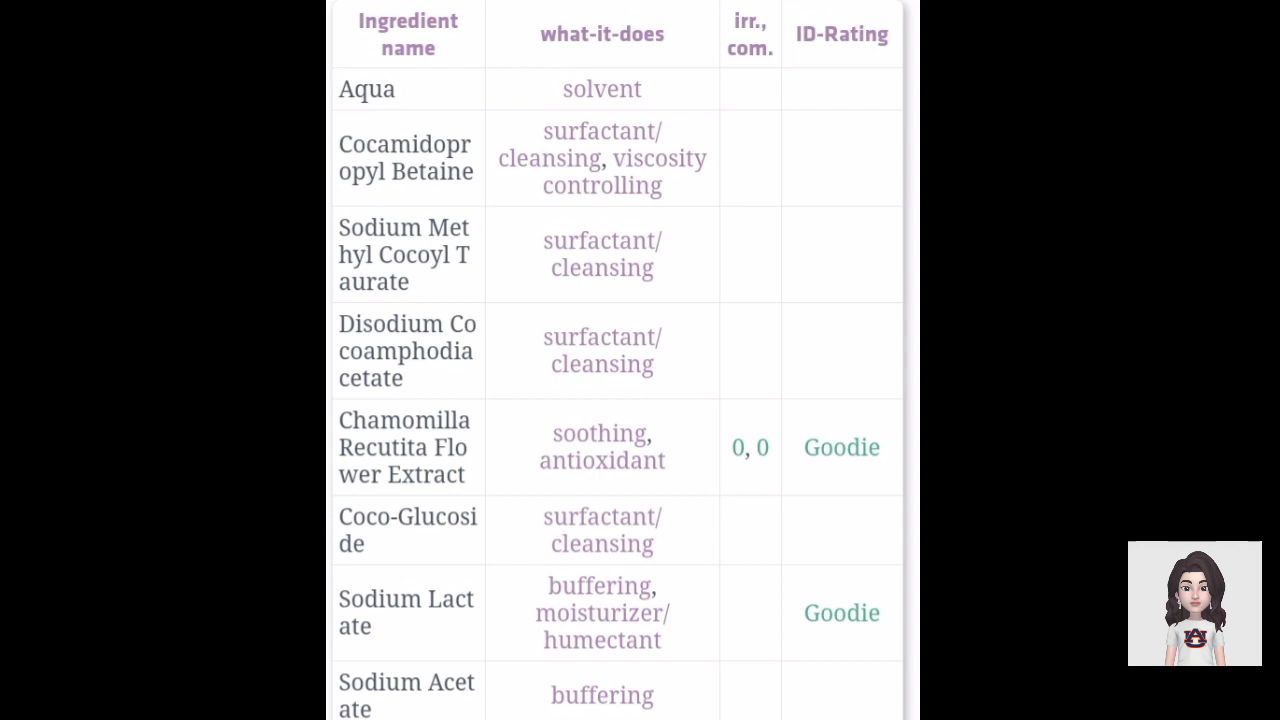 Ingredient name what-it-does irr., com. ID-Rating
Aqua solvent
Cocamidopr
opyl Betaine
surfactant/
cleansing, viscosity
controlling
Sodium Met
hyl Cocoyl T
aurate
surfactant/
cleansing
Disodium Co
coamphodia
cetate
surfactant/
cleansing
Chamomilla
Recutita Flo
wer Extract
soothing,
antioxidant
0, 0
Goodie
Coco-Glucosi
de
surfactant/
cleansing
Sodium Lact
ate
buffering,
moisturizer/
humectant
Goodie
Sodium Acet
ate
buffering